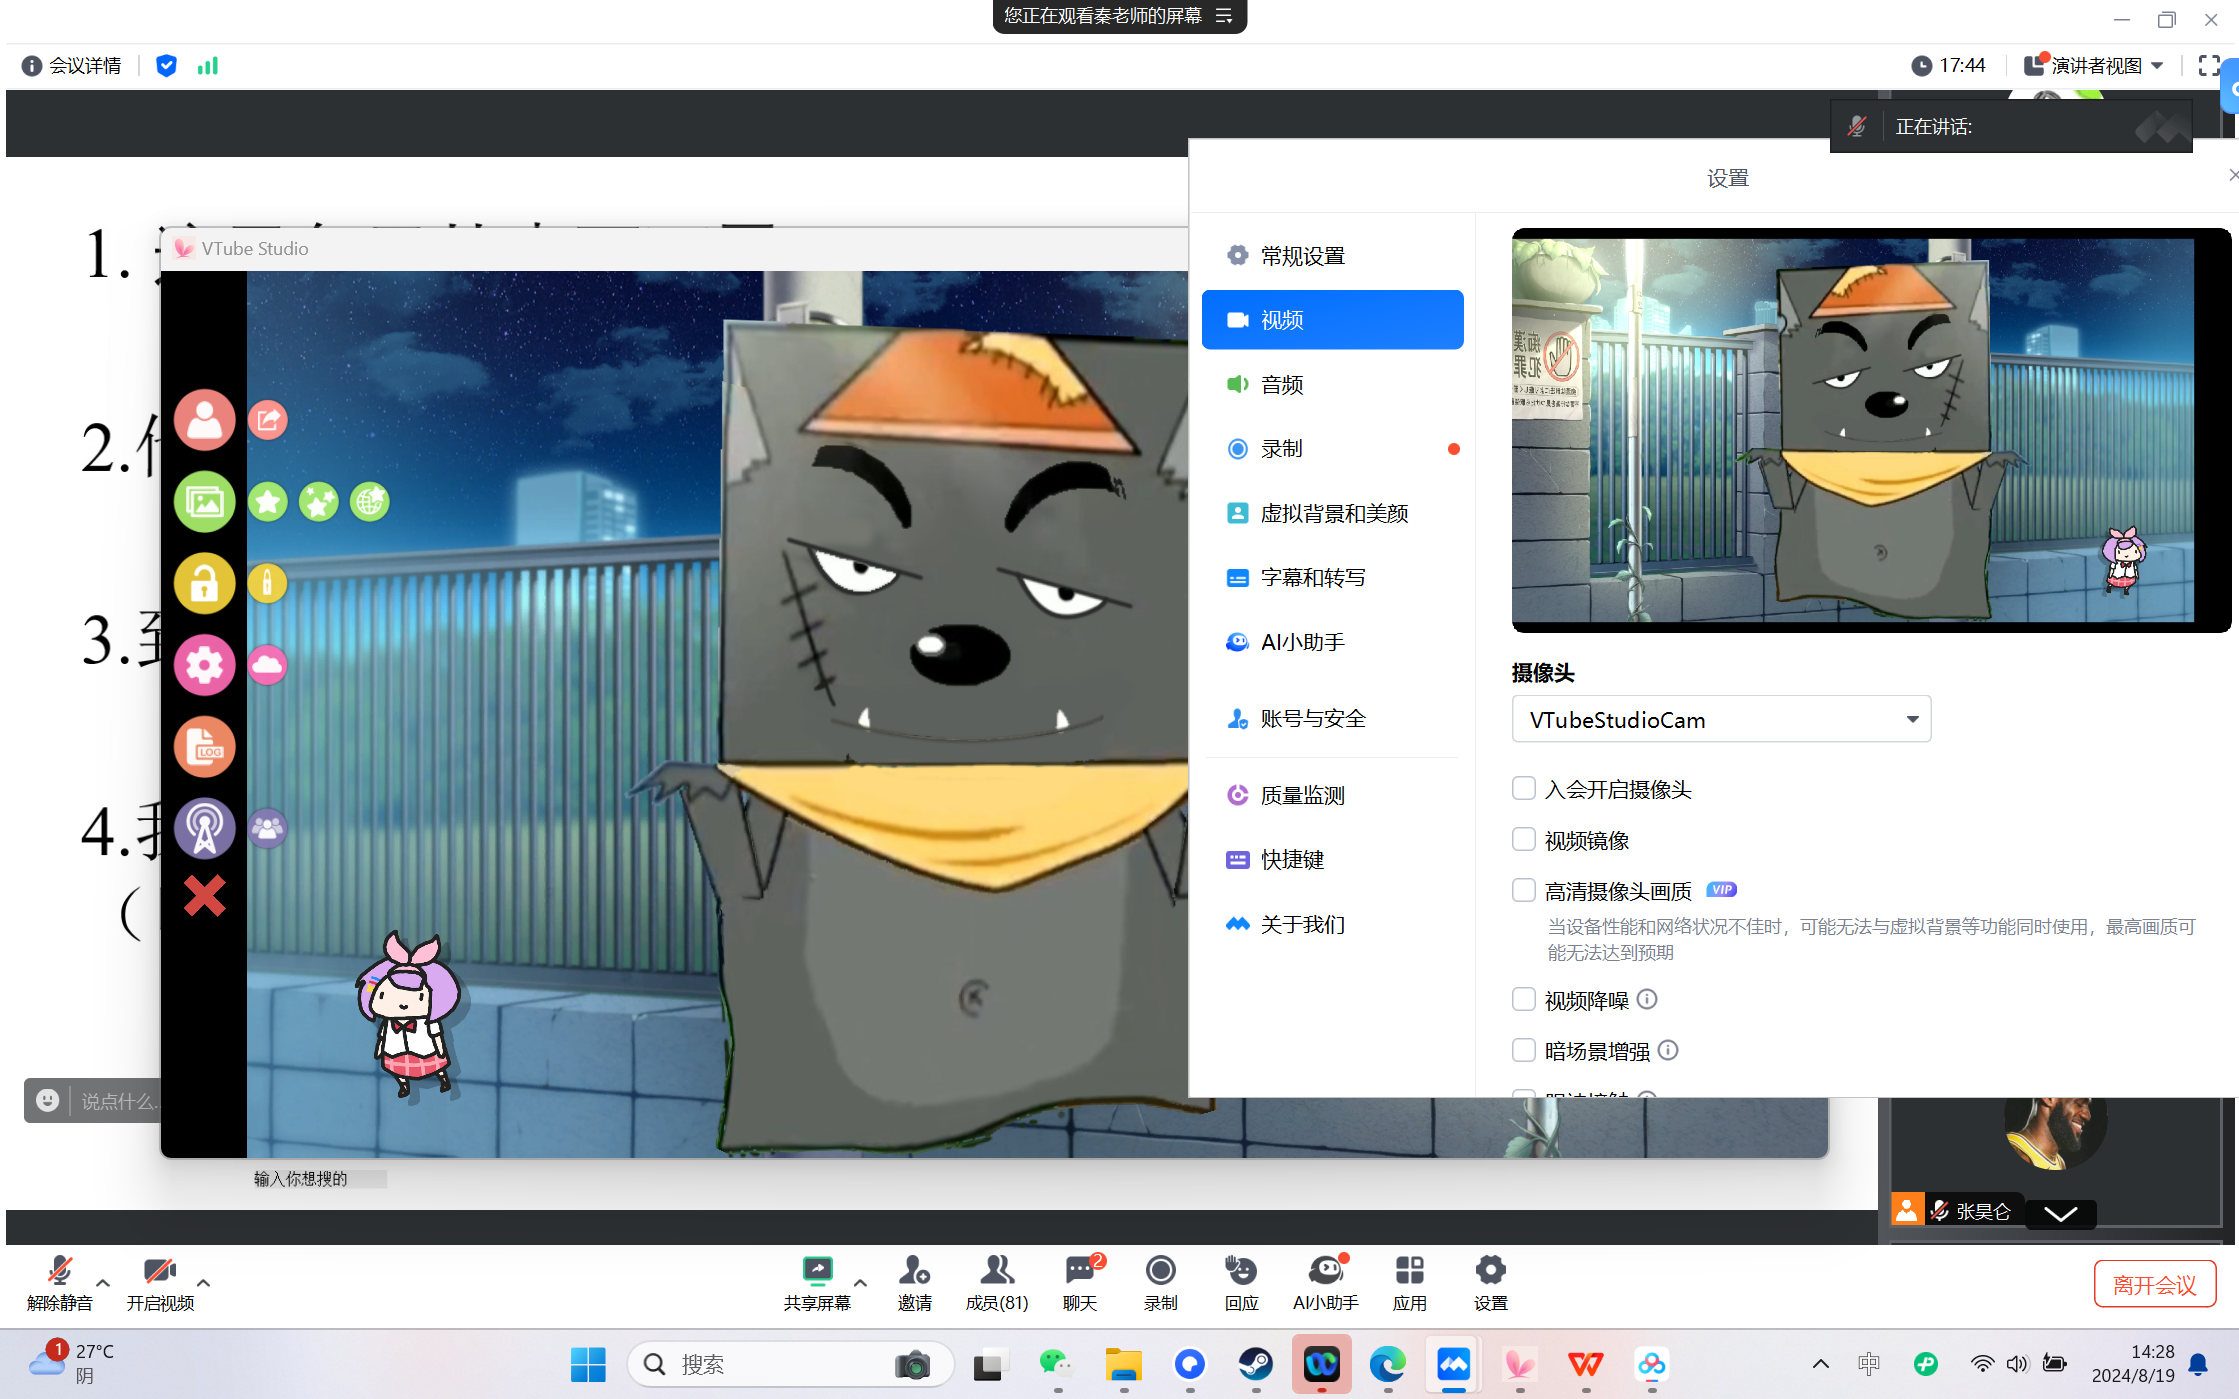 您正在观看秦老师的屏幕
会议详情
17:44
演讲者视图
正在讲话:
设置
1.
2.
3.到
4.我
（
VTube Studio
LOG
常规设置
视频
音频
录制
虚拟背景和美颜
字幕和转写
AI小助手
账号与安全
质量监测
快捷键
关于我们
摄像头
VTubeStudioCam
入会开启摄像头
视频镜像
高清摄像头画质 VIP
当设备性能和网络状况不佳时，可能无法与虚拟背景等功能同时使用，最高画质可
能无法达到预期
视频降噪
暗场景增强
说点什么...
输入你想搜的
张昊仑
解除静音
开启视频
共享屏幕
邀请
成员(81)
2
聊天
录制
回应
AI小助手
应用
设置
离开会议
1
27°C
阴
搜索
中
14:28
2024/8/19